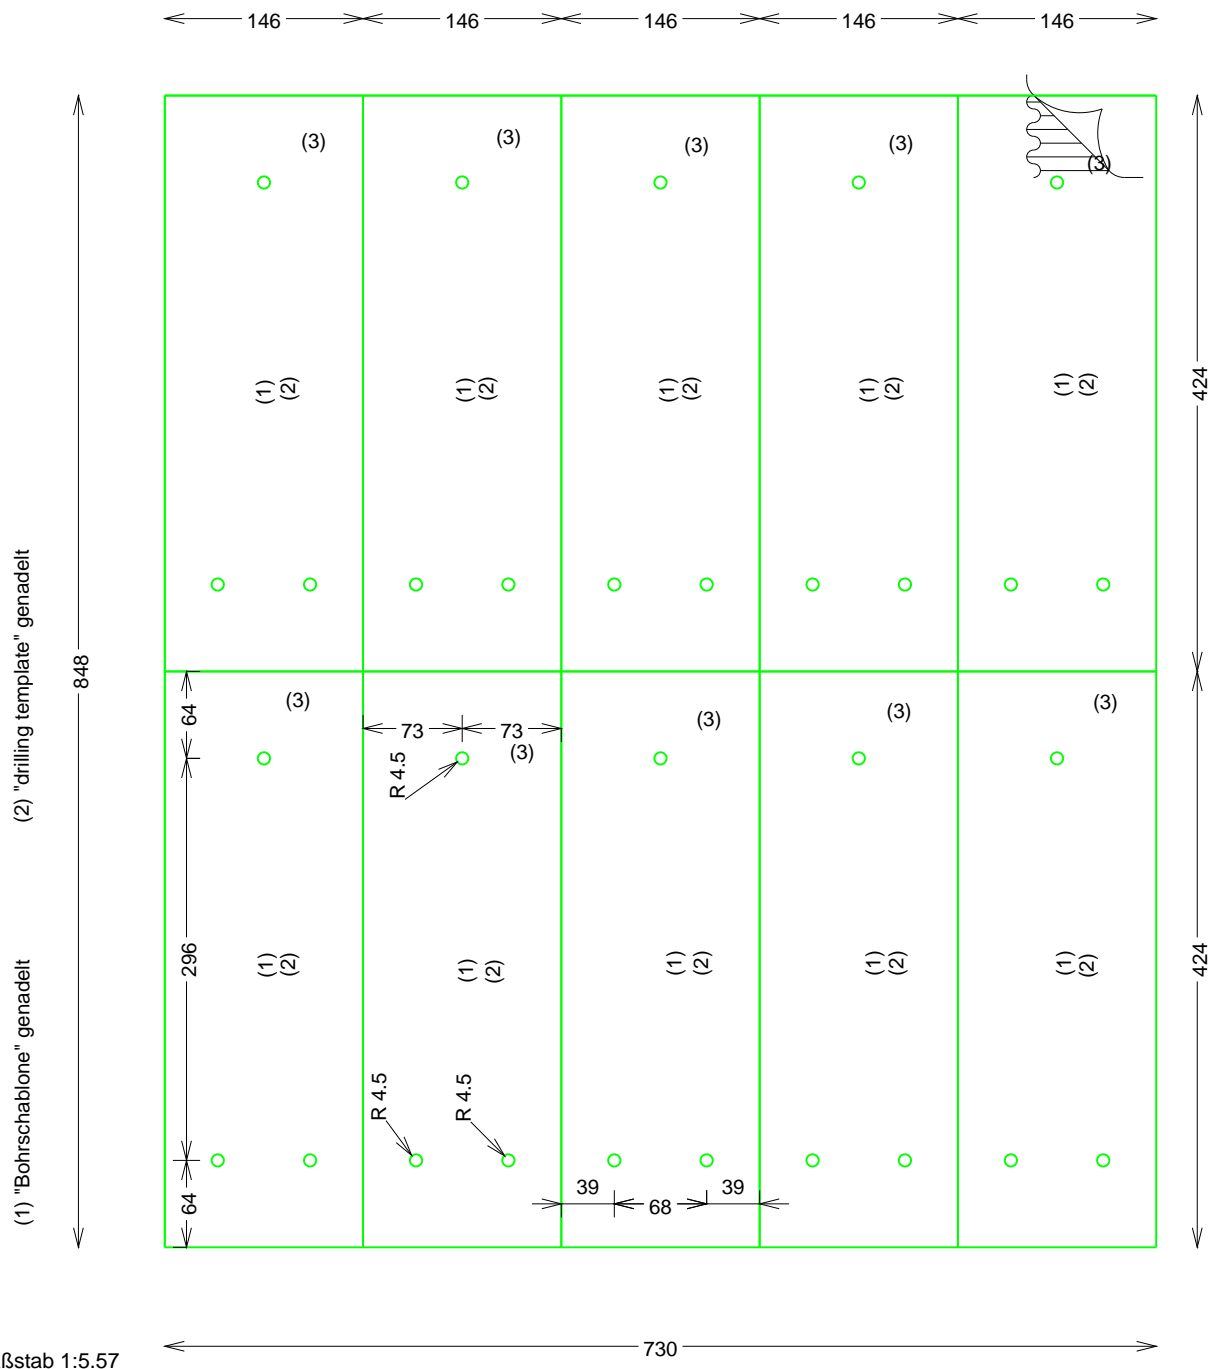 146 146 146 146 146
(3) (3) (3) (3) (3)
(1) (1) (1) (1) (1)
(2) (2) (2) (2) (2)
424
848
(2) "drilling template" genadelt
(3) (3) (3) (3) (3)
64
73 73
R 4.5
296
(1) (1) (1) (1) (1)
(2) (2) (2) (2) (2)
424
(1) "Bohrschablone" genadelt
R 4.5 R 4.5
64
39 68 39
730
ßstab 1:5.57